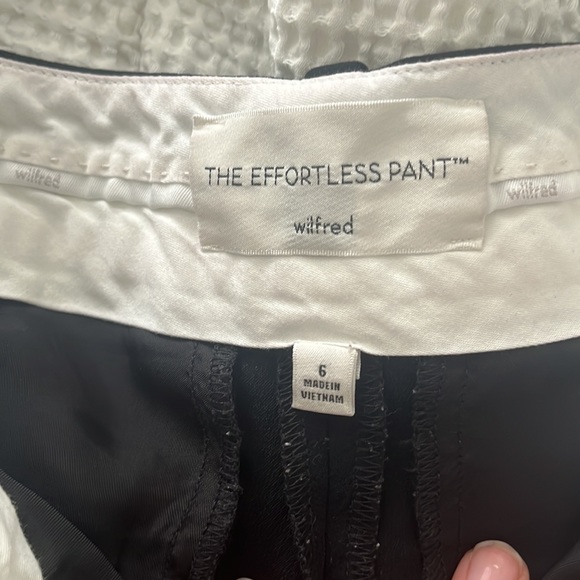 THE EFFORTLESS PANT™
wilfred
wilfred
wilfred
6
MADE IN
VIETNAM